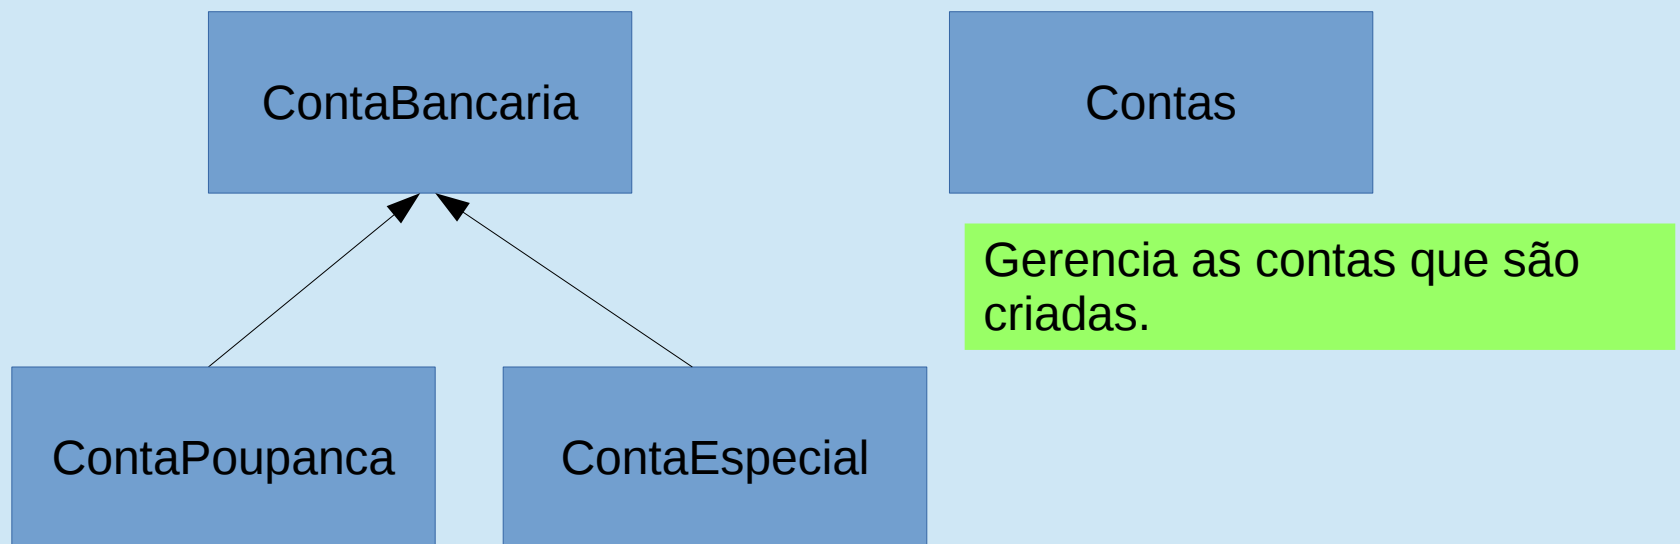 ContaBancaria
Contas
Gerencia as contas que são
criadas.
ContaPoupanca
ContaEspecial